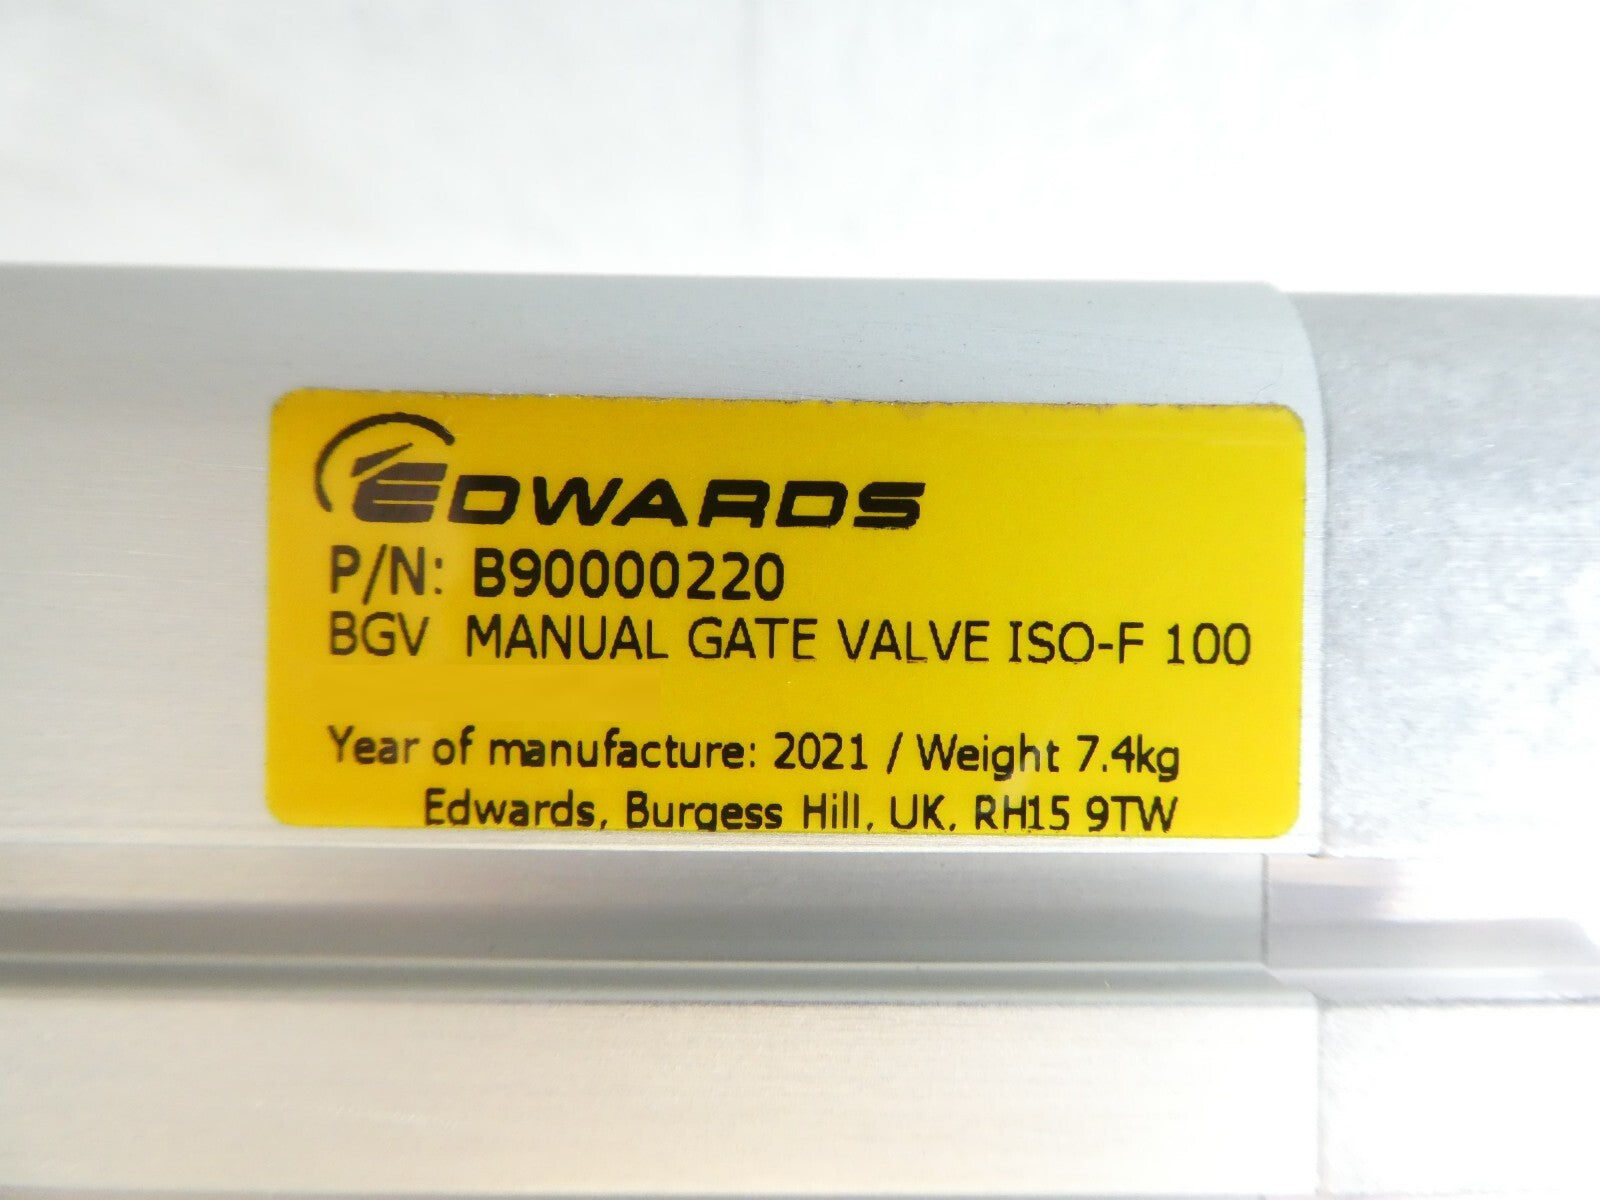 EDWARDS
P/N: B90000220
BGV MANUAL GATE VALVE ISO-F 100
Year of manufacture: 2021 / Weight 7.4kg
Edwards, Burgess Hill, UK, RH15 9TW